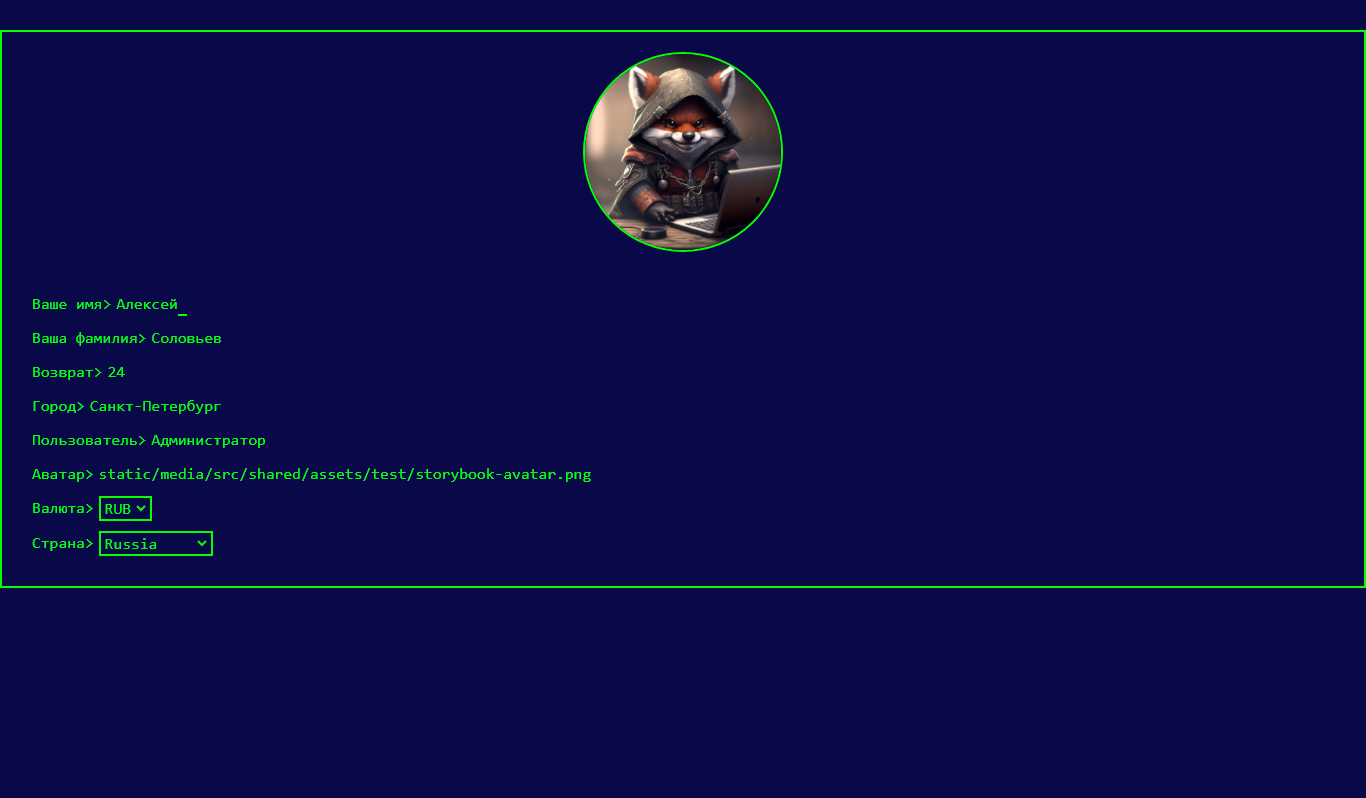 Ваше имя> Алексей_
Ваша фамилия> Соловьев
Возврат> 24
Город> Санкт-Петербург
Пользователь> Администратор
Аватар> static/media/src/shared/assets/test/storybook-avatar.png
Валюта> RUB
Страна> Russia